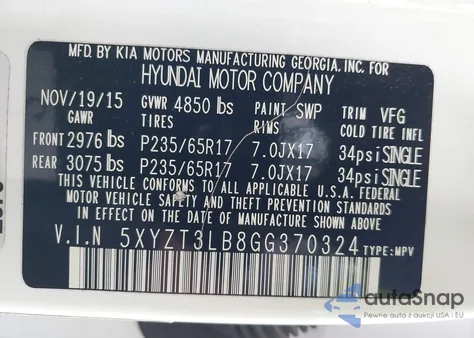 MFD. BY KIA MOTORS MANUFACTURING GEORGIA, INC. FOR
HYUNDAI MOTOR COMPANY
NOV/19/15 GVWR 4850 lbs PAINT SWP TRIM VFG
GAWR TIRES RIMS COLD TIRE INFL
FRONT 2976 lbs P235/65R17 7.0JX17 34psi SINGLE
REAR 3075 lbs P235/65R17 7.0JX17 34psi SINGLE
THIS VEHICLE CONFORMS TO ALL APPLICABLE U.S.A. FEDERAL
MOTOR VEHICLE SAFETY AND THEFT PREVENTION STANDARDS
IN EFFECT ON THE DATE OF MANUFACTURE SHOWN ABOVE.
V.I.N 5XYZT3LB8GG370324 TYPE:MPV
autoSnap
Pewne auto z aukcji USA i EU